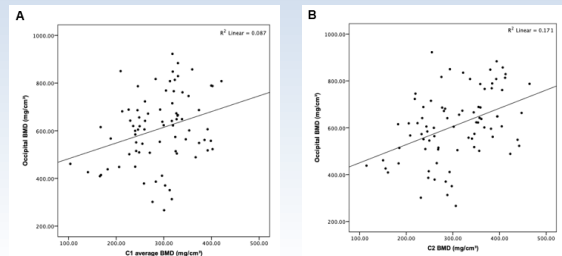 A
R² Linear = 0.087
1000.00
800.00
600.00
400.00
200.00
Occipital BMD (mg/cm³)
100.00 200.00 300.00 400.00 500.00
C1 average BMD (mg/cm³)
B
R² Linear = 0.171
1000.00
800.00
600.00
400.00
200.00
Occipital BMD (mg/cm³)
100.00 200.00 300.00 400.00 500.00
C2 BMD (mg/cm³)